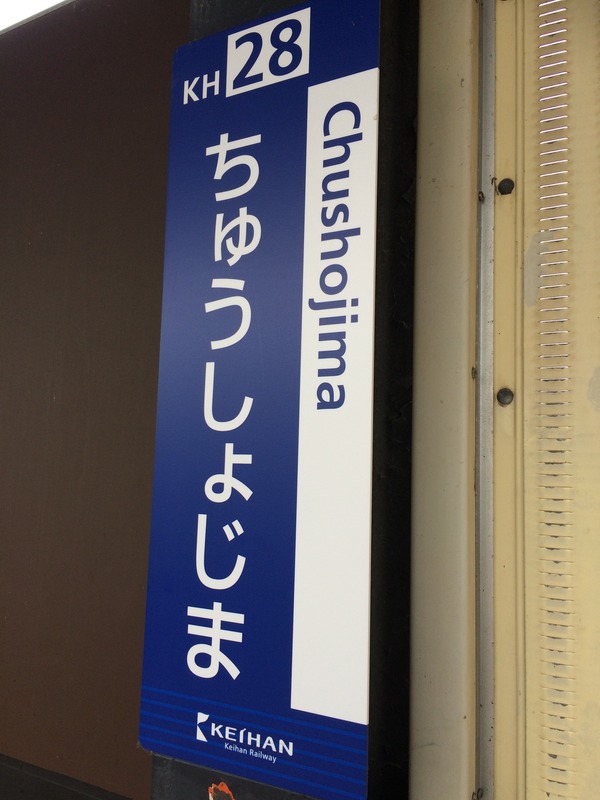 KH 28
Chushojima
ちゅうしょじま
KEIHAN
Keihan Railway